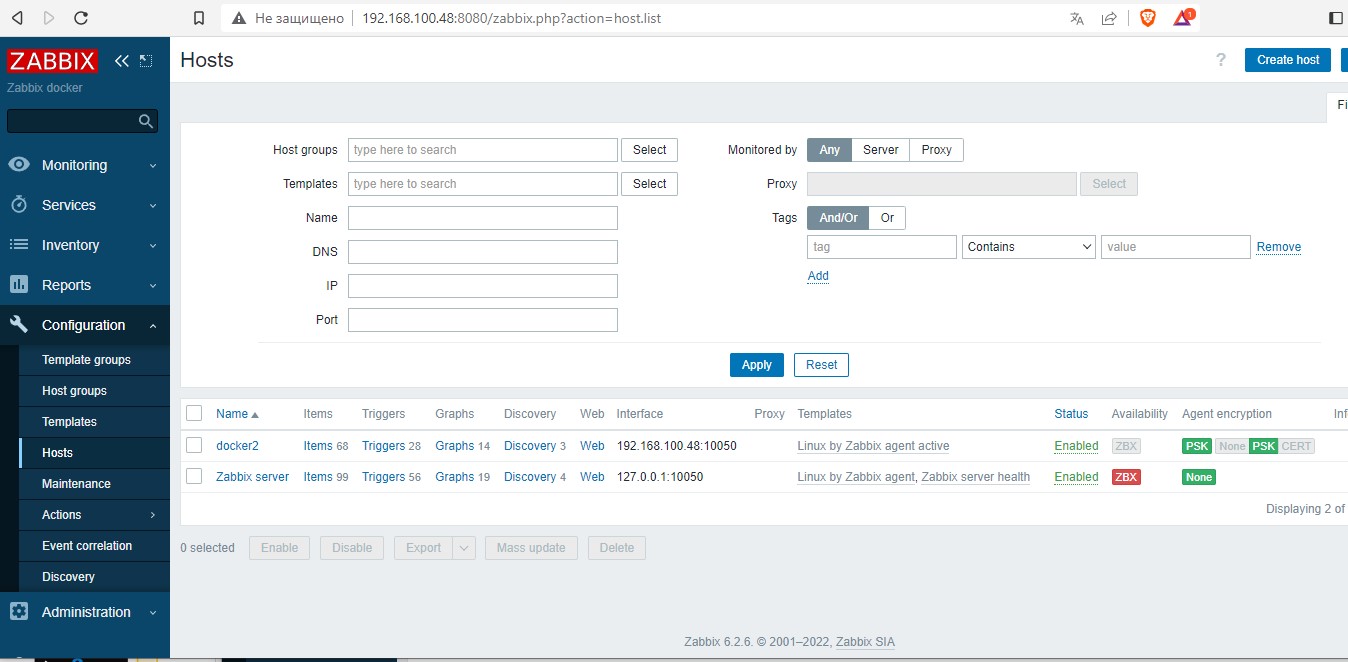 Не защищено 192.168.100.48:8080/zabbix.php?action=host.list 1
ZABBIX
Zabbix docker
Monitoring
Services
Inventory
Reports
Configuration
Template groups
Host groups
Templates
Hosts
Maintenance
Actions
Event correlation
Discovery
Administration
Hosts ? Create host
Fi
Host groups type here to search Select
Templates type here to search Select
Name
DNS
IP
Port
Monitored by Any Server Proxy
Proxy Select
Tags And/Or Or
tag Contains value Remove
Add
Apply Reset
Name Items Triggers Graphs Discovery Web Interface Proxy Templates Status Availability Agent encryption Inf
docker2 Items 68 Triggers 28 Graphs 14 Discovery 3 Web 192.168.100.48:10050 Linux by Zabbix agent active Enabled ZBX PSK None PSK CERT
Zabbix server Items 99 Triggers 56 Graphs 19 Discovery 4 Web 127.0.0.1:10050 Linux by Zabbix agent, Zabbix server health Enabled ZBX None
Displaying 2 of
0 selected Enable Disable Export Mass update Delete
Zabbix 6.2.6. © 2001–2022, Zabbix SIA